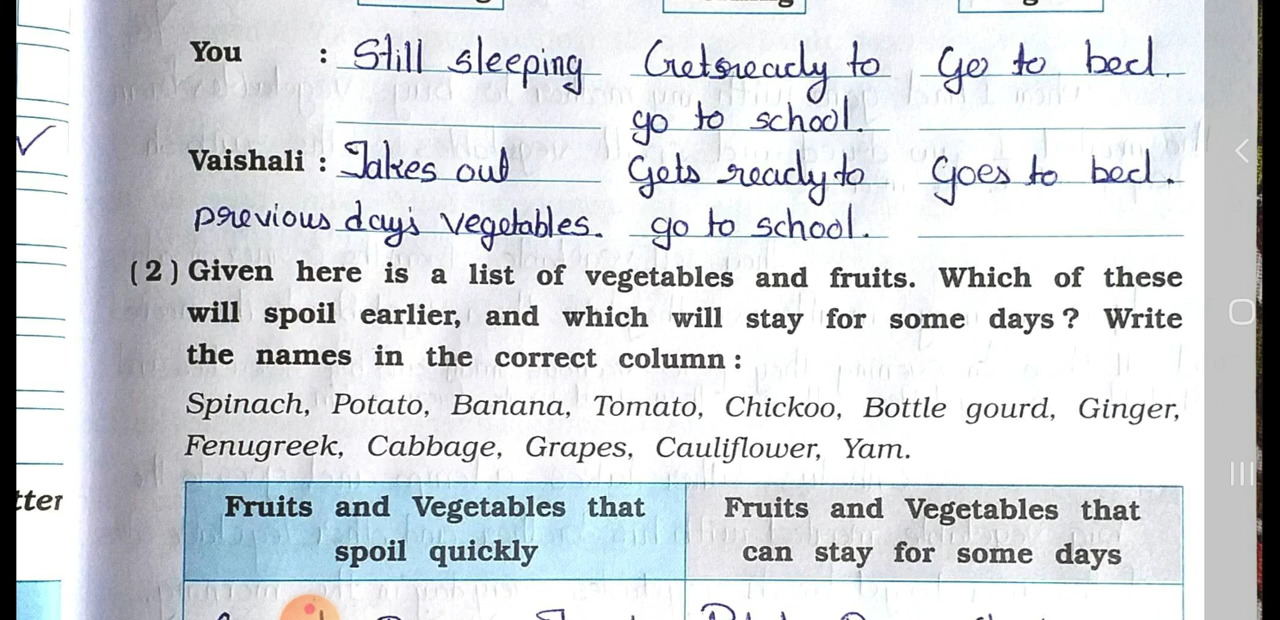 You : Still sleeping Gets ready to Go to bed.
go to school.
Vaishali : Takes out Gets ready to Goes to bed.
previous day's vegetables. go to school.
(2) Given here is a list of vegetables and fruits. Which of these
will spoil earlier, and which will stay for some days? Write
the names in the correct column:
Spinach, Potato, Banana, Tomato, Chickoo, Bottle gourd, Ginger,
Fenugreek, Cabbage, Grapes, Cauliflower, Yam.
tter
Fruits and Vegetables that Fruits and Vegetables that
spoil quickly can stay for some days